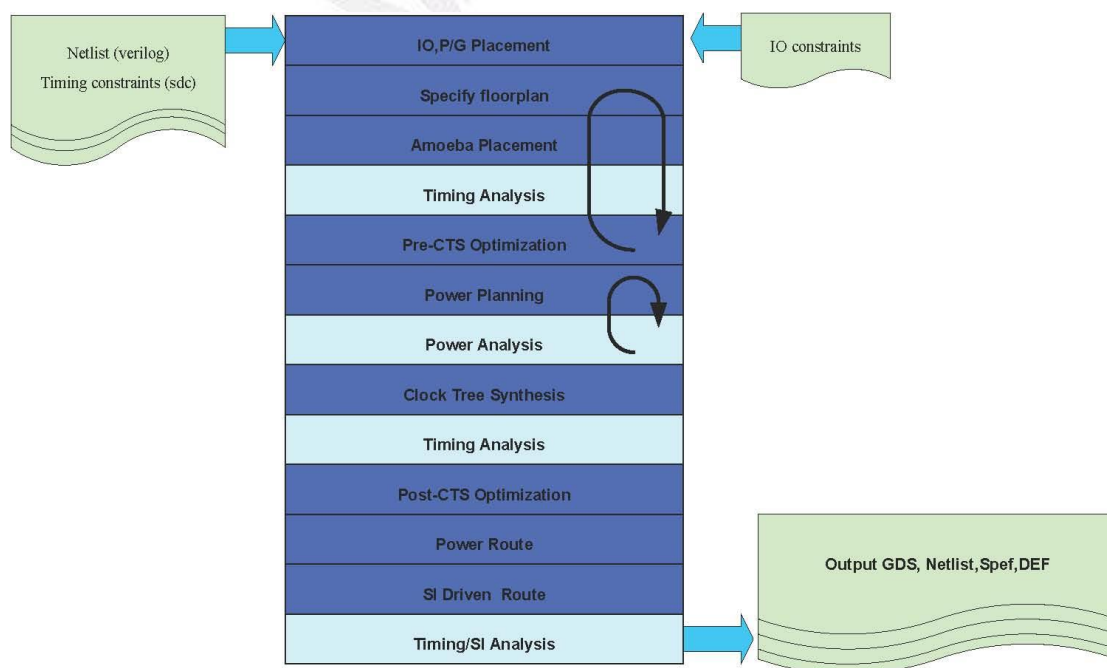 Netlist (verilog)
Timing constraints (sdc)
IO,P/G Placement
IO constraints
Specify floorplan
Amoeba Placement
Timing Analysis
Pre-CTS Optimization
Power Planning
Power Analysis
Clock Tree Synthesis
Timing Analysis
Post-CTS Optimization
Power Route
SI Driven Route
Timing/SI Analysis
Output GDS, Netlist,Spef,DEF